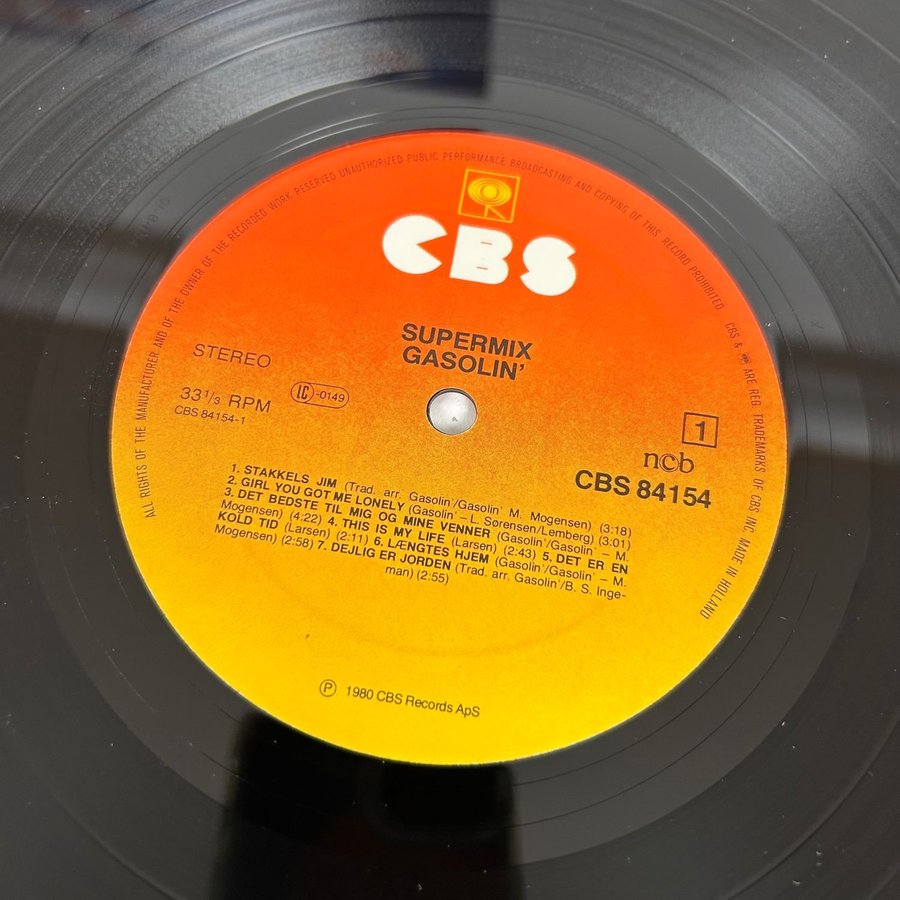 ALL RIGHTS OF THE MANUFACTURER AND OF THE OWNER OF THE RECORDED WORK RESERVED UNAUTHORIZED PUBLIC PERFORMANCE BROADCASTING AND COPYING OF THIS RECORD PROHIBITED
CBS & ARE REG. TRADEMARKS OF CBS INC. MADE IN HOLLAND
CBS
SUPERMIX
GASOLIN'
STEREO
33 1/3 RPM
LC -0149
CBS 84154-1
1
ncb
CBS 84154
1. STAKKELS JIM (Trad. arr. Gasolin'/Gasolin' M. Mogensen) (3:18)
2. GIRL YOU GOT ME LONELY (Gasolin' – L. Sørensen/Lemberg) (3:01)
3. DET BEDSTE TIL MIG OG MINE VENNER (Gasolin'/Gasolin' – M.
Mogensen) (4:22) 4. THIS IS MY LIFE (Larsen) (2:43) 5. DET ER EN
KOLD TID (Larsen) (2:11) 6. LÆNGTES HJEM (Gasolin'/Gasolin' – M.
Mogensen) (2:58) 7. DEJLIG ER JORDEN (Trad. arr. Gasolin'/B. S. Inge-
man) (2:55)
Ⓟ 1980 CBS Records ApS